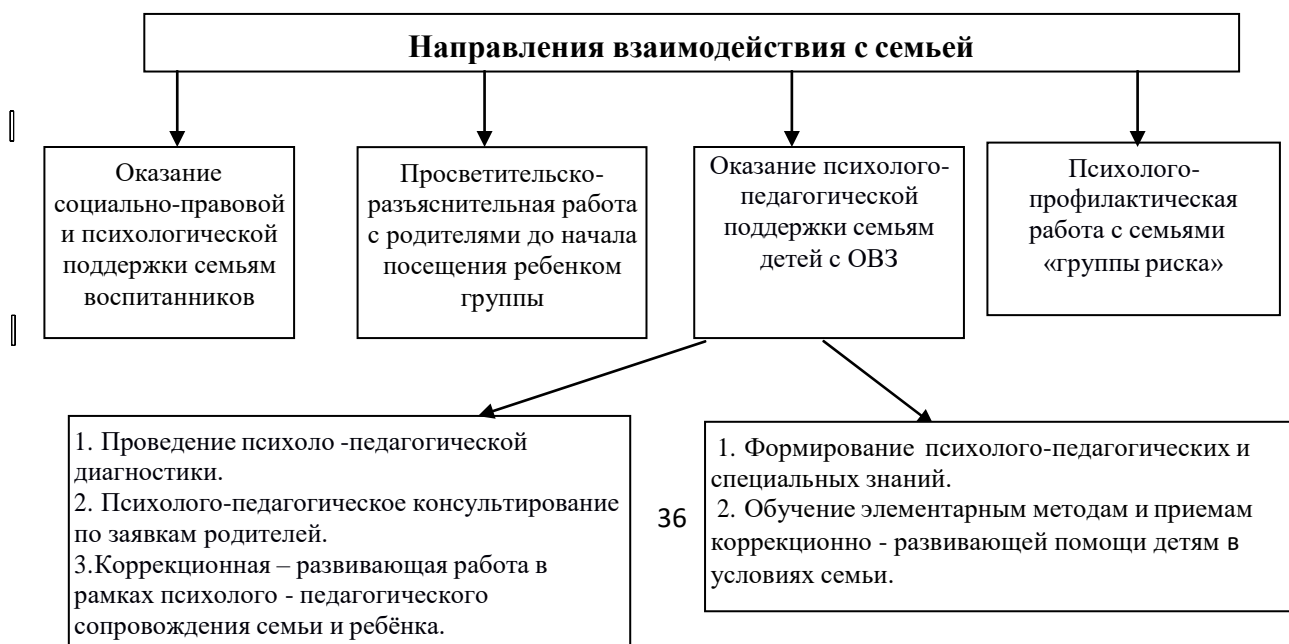 Направления взаимодействия с семьей
Оказание
социально-правовой
и психологической
поддержки семьям
воспитанников
Просветительско-
разъяснительная работа
с родителями до начала
посещения ребенком
группы
Оказание психолого-
педагогической
поддержки семьям
детей с ОВЗ
Психолого-
профилактическая
работа с семьями
«группы риска»
1. Проведение психоло -педагогической
диагностики.
2. Психолого-педагогическое консультирование
по заявкам родителей.
3.Коррекционная – развивающая работа в
рамках психолого - педагогического
сопровождения семьи и ребёнка.
36
1. Формирование психолого-педагогических и
специальных знаний.
2. Обучение элементарным методам и приемам
коррекционно - развивающей помощи детям в
условиях семьи.